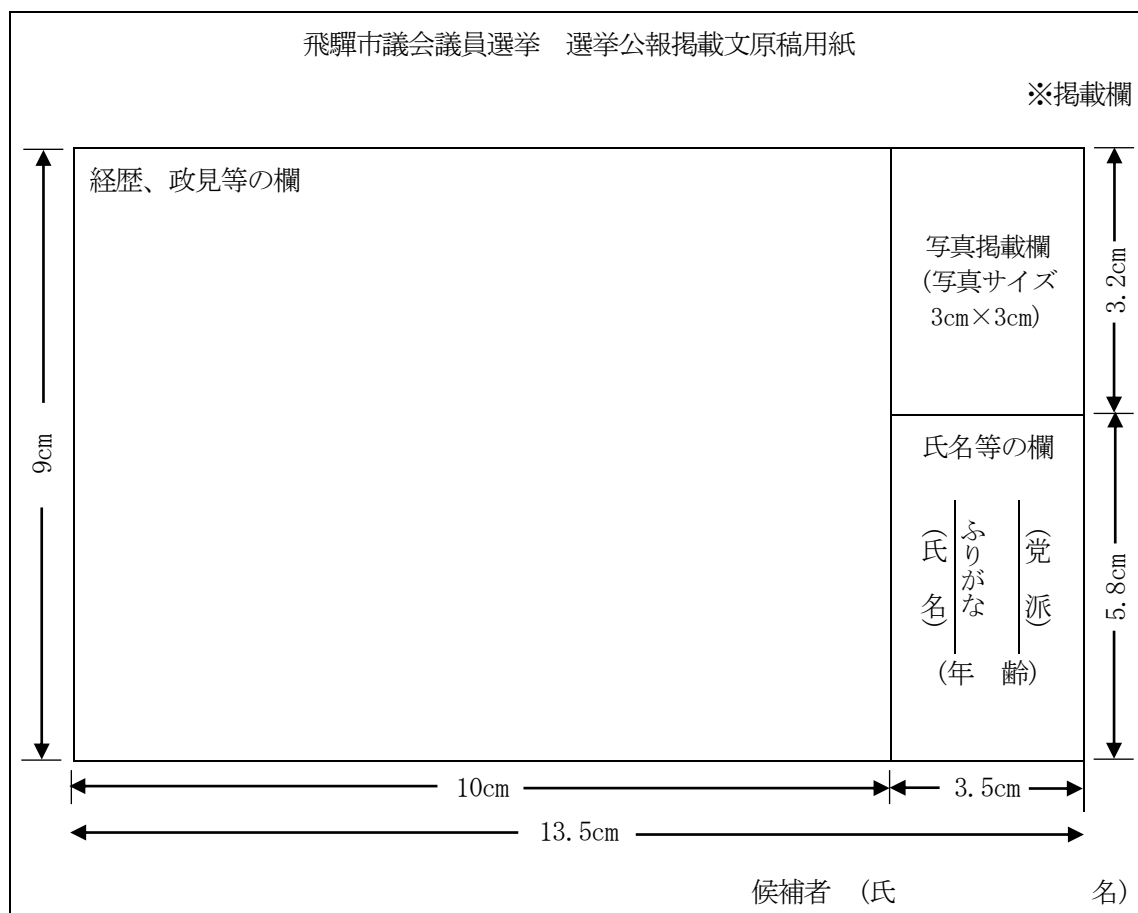 飛騨市議会議員選挙　選挙公報掲載文原稿用紙
※掲載欄
経歴、政見等の欄
写真掲載欄
(写真サイズ
3cm×3cm)
3.2cm
9cm
氏名等の欄
(党　派)
ふりがな
(氏　名)
(年　齢)
5.8cm
10cm
3.5cm
13.5cm
候補者　(氏　　　　　名)